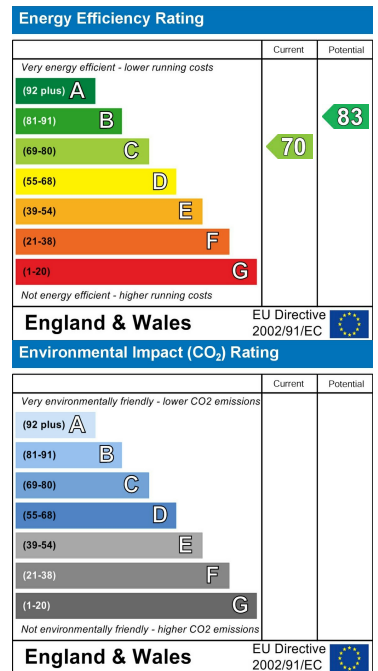 Energy Efficiency Rating
Current Potential
Very energy efficient - lower running costs
(92 plus) A
(81-91) B
83
(69-80) C
70
(55-68) D
(39-54) E
(21-38) F
(1-20) G
Not energy efficient - higher running costs
England & Wales
EU Directive
2002/91/EC
Environmental Impact (CO₂) Rating
Current Potential
Very environmentally friendly - lower CO2 emissions
(92 plus) A
(81-91) B
(69-80) C
(55-68) D
(39-54) E
(21-38) F
(1-20) G
Not environmentally friendly - higher CO2 emissions
England & Wales
EU Directive
2002/91/EC